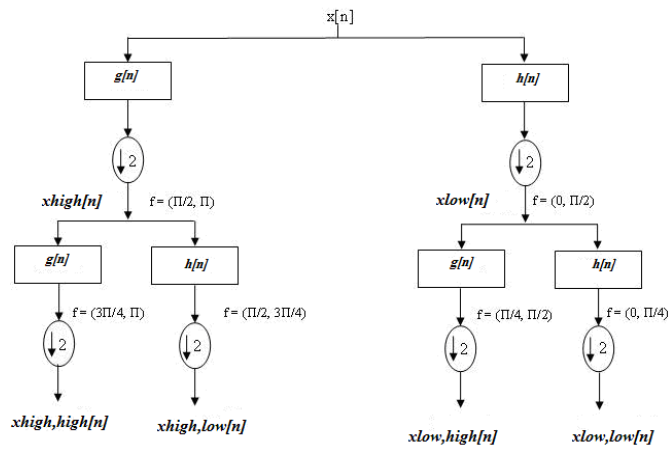 x[n]
g[n]
h[n]
2
2
xhigh[n]
f = (Π/2, Π)
xlow[n]
f = (0, Π/2)
g[n]
h[n]
g[n]
h[n]
f = (3Π/4, Π)
f = (Π/2, 3Π/4)
f = (Π/4, Π/2)
f = (0, Π/4)
2
2
2
2
xhigh,high[n]
xhigh,low[n]
xlow,high[n]
xlow,low[n]